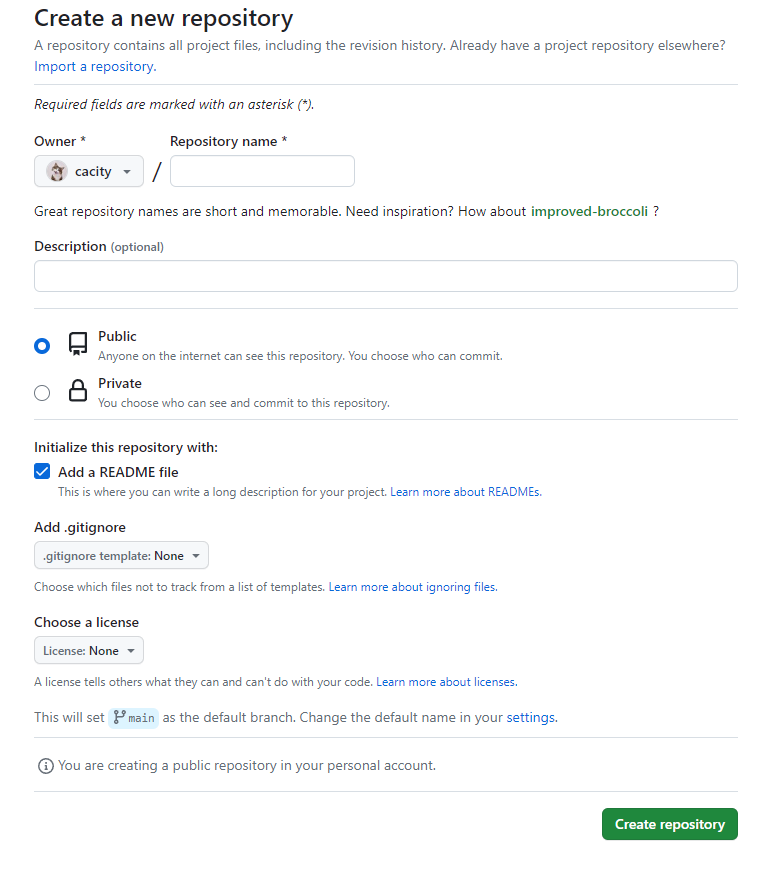 Create a new repository
A repository contains all project files, including the revision history. Already have a project repository elsewhere?
Import a repository.
Required fields are marked with an asterisk (*).
Owner * Repository name *
cacity /
Great repository names are short and memorable. Need inspiration? How about improved-broccoli ?
Description (optional)
Public
Anyone on the internet can see this repository. You choose who can commit.
Private
You choose who can see and commit to this repository.
Initialize this repository with:
Add a README file
This is where you can write a long description for your project. Learn more about READMEs.
Add .gitignore
.gitignore template: None
Choose which files not to track from a list of templates. Learn more about ignoring files.
Choose a license
License: None
A license tells others what they can and can't do with your code. Learn more about licenses.
This will set main as the default branch. Change the default name in your settings.
You are creating a public repository in your personal account.
Create repository